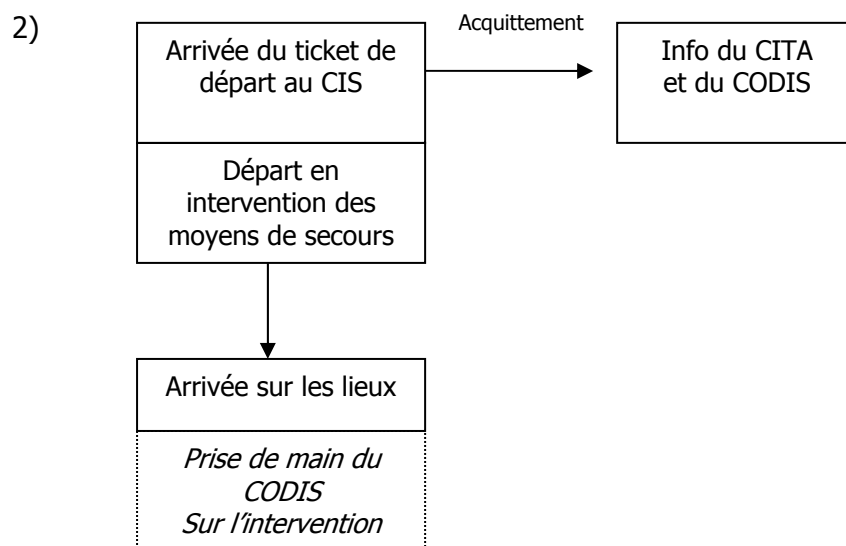 2)
Arrivée du ticket de
départ au CIS
Acquittement
Info du CITA
et du CODIS
Départ en
intervention des
moyens de secours
Arrivée sur les lieux
Prise de main du
CODIS
Sur l'intervention